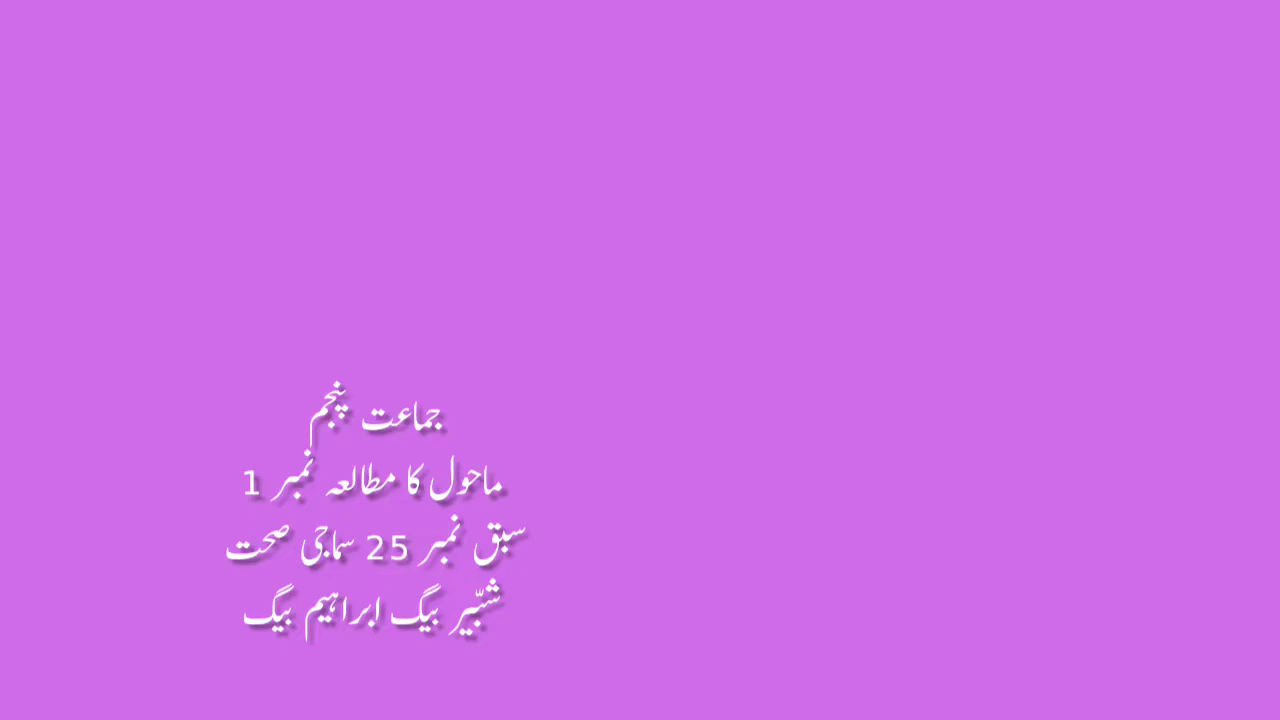 جماعت پنجم
ماحول کا مطالعہ نمبر 1
سبق نمبر 25 سماجی صحت
شبّیر بیگ ابراہیم بیگ